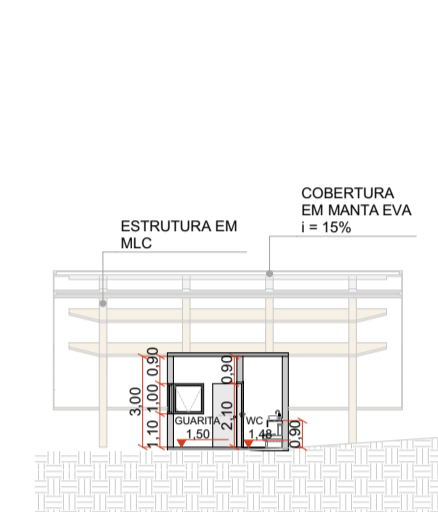 COBERTURA
EM MANTA EVA
i = 15%
ESTRUTURA EM
MLC
0,90
0,90
3,00
1,00
GUARITA
2,10
WC
1,10
1,50
1,48
0,90